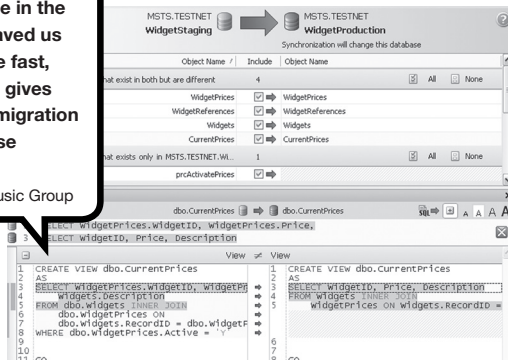 e in the
aved us
e fast,
gives
migration
se
usic Group
MSTS.TESTNET
WidgetStaging
MSTS.TESTNET
WidgetProduction
Synchronization will change this database
Object Name / Include Object Name
hat exist in both but are different 4 All None
WidgetPrices WidgetPrices
WidgetReferences WidgetReferences
Widgets Widgets
CurrentPrices CurrentPrices
hat exists only in MSTS.TESTNET.Wi... 1 All None
prcActivatePrices
dbo.CurrentPrices dbo.CurrentPrices SQL A A A A
SELECT WidgetPrices.WidgetID, WidgetPrices.Price,
3 SELECT WidgetID, Price, Description
View ≠ View
1 CREATE VIEW dbo.CurrentPrices 1 CREATE VIEW dbo.CurrentPrices
2 AS 2 AS
3 SELECT Widgets.WidgetID, WidgetPr 3 SELECT WidgetID, Price, Description
4 Widgets.Description 4 FROM Widgets INNER JOIN
5 FROM dbo.Widgets INNER JOIN 5 WidgetPrices ON Widgets.RecordID =
6 dbo.WidgetPrices ON
7 dbo.Widgets.RecordID = dbo.WidgetP
8 WHERE dbo.WidgetPrices.Active = 'Y' 6
9 7
10 8 GO
11 GO